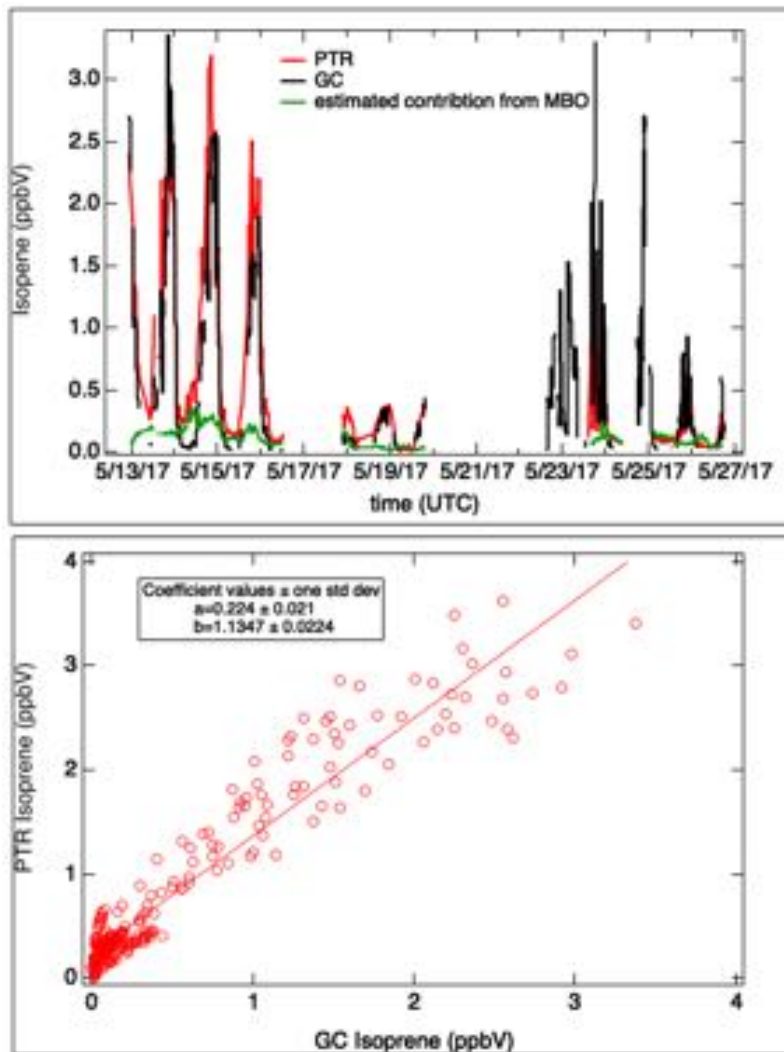 Isopene (ppbV)
3.0
2.5
2.0
1.5
1.0
0.5
0.0
PTR
GC
estimated contribtion from MBO
5/13/17 5/15/17 5/17/17 5/19/17 5/21/17 5/23/17 5/25/17 5/27/17
time (UTC)
PTR Isoprene (ppbV)
4
3
2
1
0
Coefficient values ± one std dev
a=0.224 ± 0.021
b=1.1347 ± 0.0224
0 1 2 3 4
GC Isoprene (ppbV)